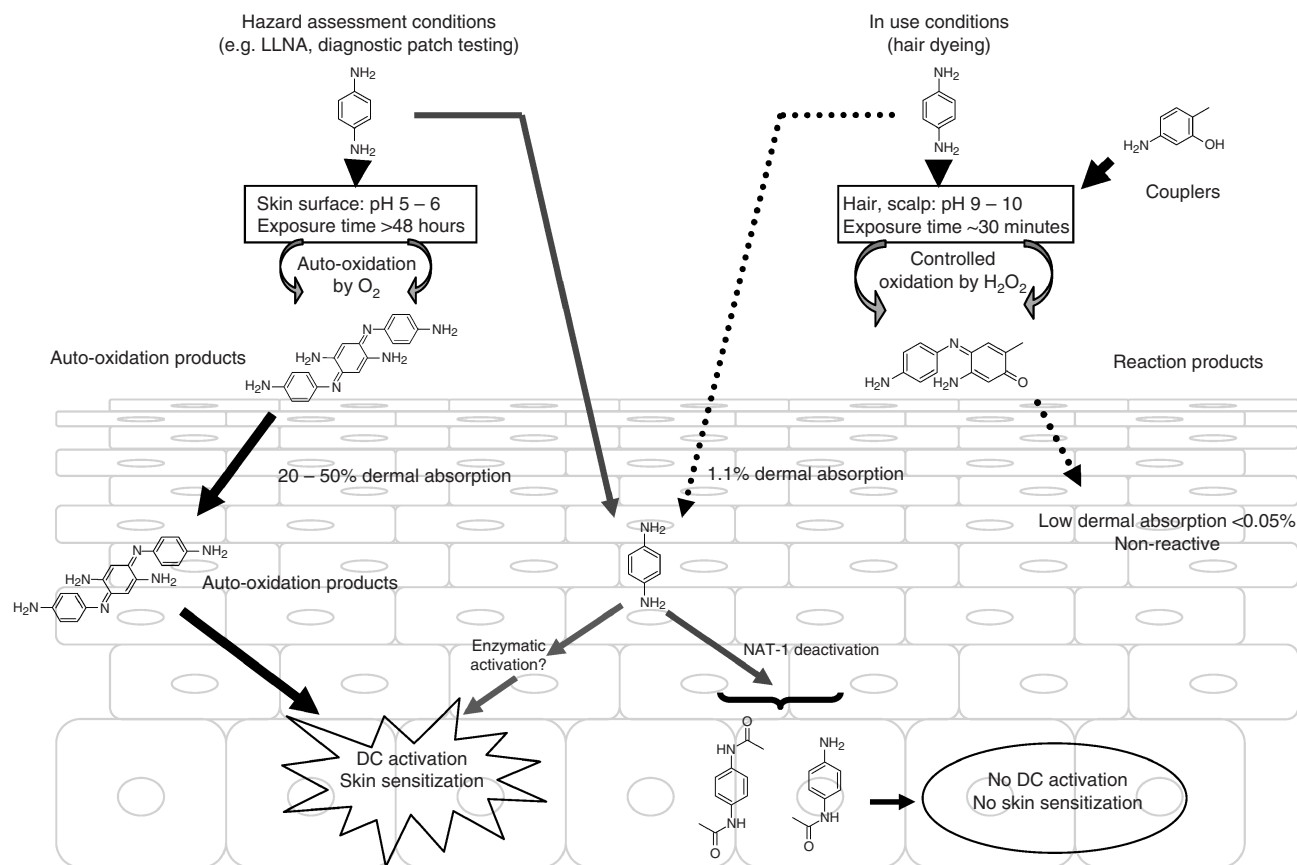 Hazard assessment conditions
(e.g. LLNA, diagnostic patch testing)
NH2
NH2
Skin surface: pH 5 – 6
Exposure time >48 hours
Auto-oxidation
by O2
N
NH2
H2N
NH2
H2N
N
Auto-oxidation products
20 – 50% dermal absorption
In use conditions
(hair dyeing)
NH2
NH2
H2N
OH
Couplers
Hair, scalp: pH 9 – 10
Exposure time ~30 minutes
Controlled
oxidation by H2O2
N
H2N
H2N
O
Reaction products
1.1% dermal absorption
Low dermal absorption <0.05%
Non-reactive
N
NH2
H2N
NH2
H2N
N
Auto-oxidation products
NH2
NH2
Enzymatic
activation?
NAT-1 deactivation
DC activation
Skin sensitization
O
HN
NH
O
NH2
HN
O
No DC activation
No skin sensitization